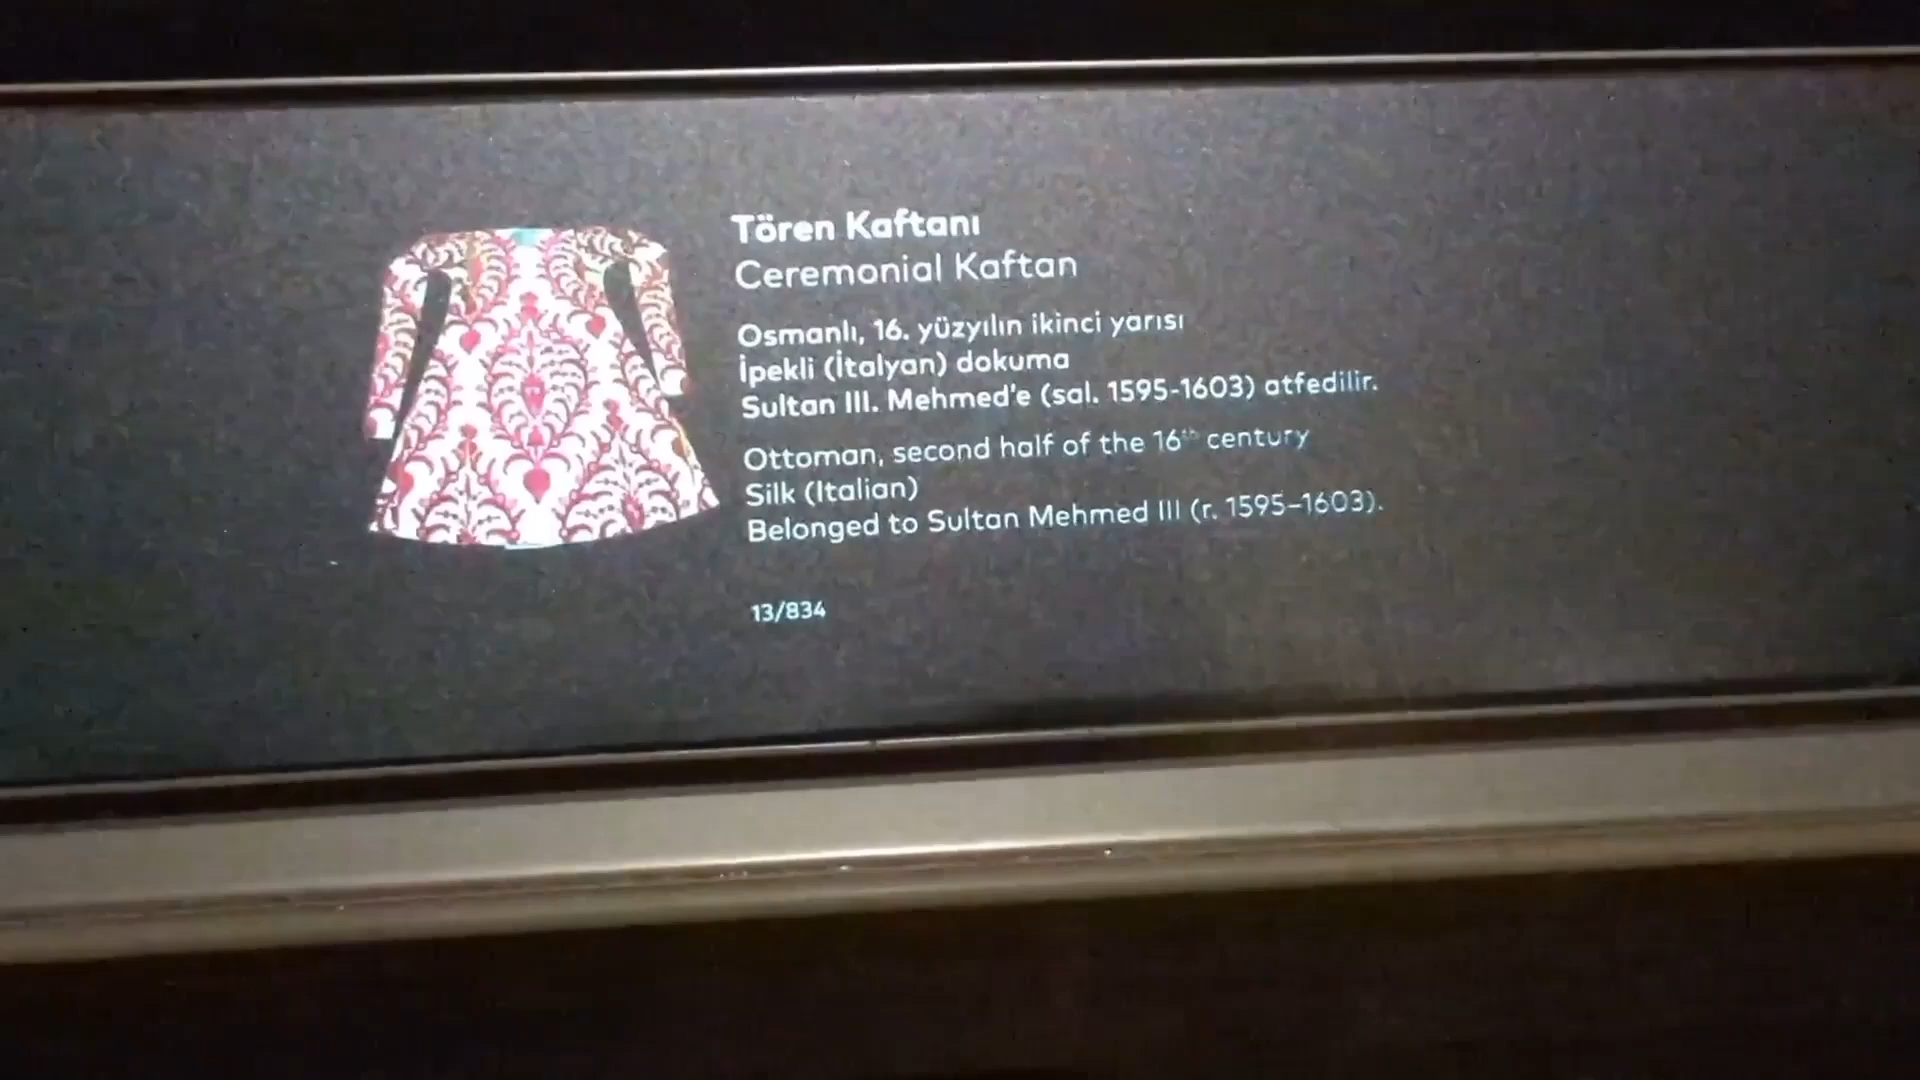 Tören Kaftanı
Ceremonial Kaftan
Osmanlı, 16. yüzyılın ikinci yarısı
İpekli (İtalyan) dokuma
Sultan III. Mehmed'e (sal. 1595-1603) atfedilir.
Ottoman, second half of the 16th century
Silk (Italian)
Belonged to Sultan Mehmed III (r. 1595–1603).
13/834